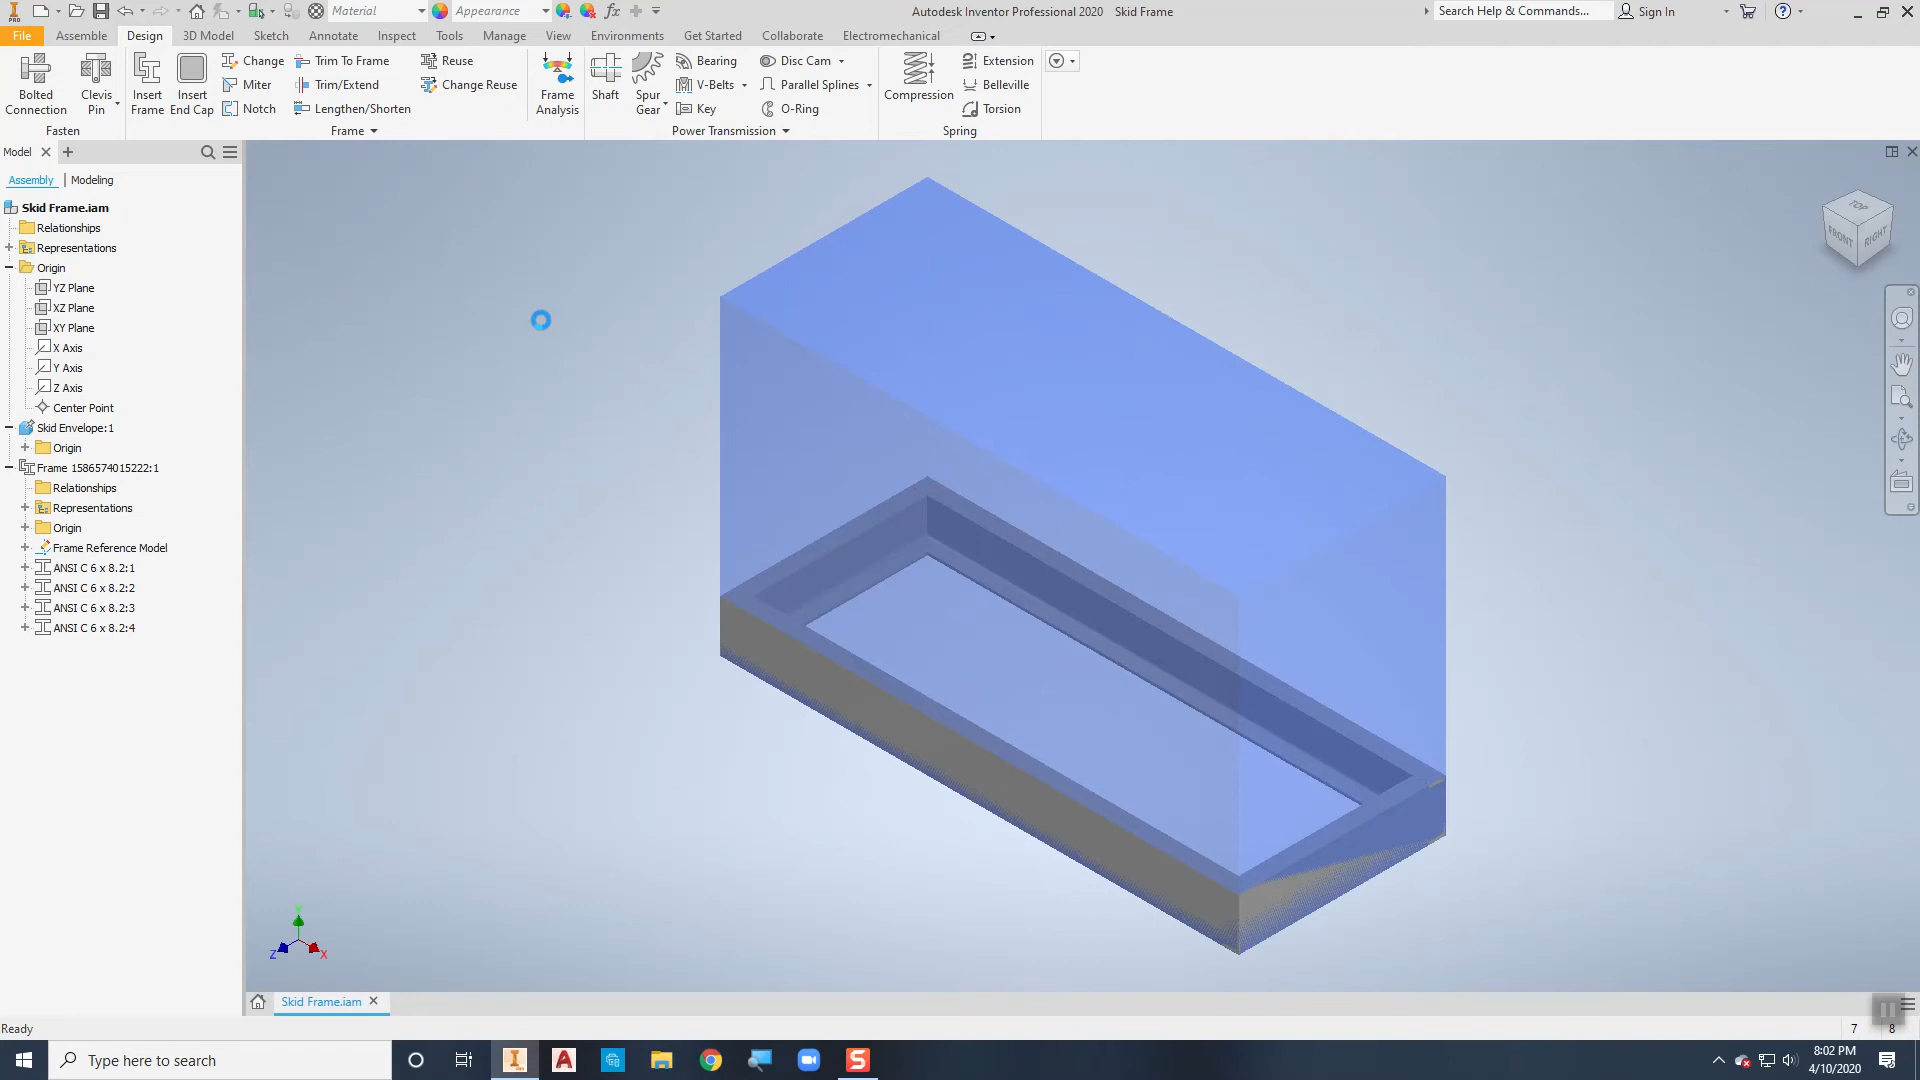 Material
Appearance
Autodesk Inventor Professional 2020 Skid Frame
Search Help & Commands...
Sign In
File
Assemble
Design
3D Model
Sketch
Annotate
Inspect
Tools
Manage
View
Environments
Get Started
Collaborate
Electromechanical
Bolted Connection
Clevis Pin
Insert Frame
Insert End Cap
Change
Miter
Notch
Trim To Frame
Trim/Extend
Lengthen/Shorten
Reuse
Change Reuse
Frame Analysis
Shaft
Spur Gear
Bearing
V-Belts
Key
Disc Cam
Parallel Splines
O-Ring
Compression
Extension
Belleville
Torsion
Fasten
Frame
Power Transmission
Spring
Model
Assembly
Modeling
Skid Frame.iam
Relationships
Representations
Origin
YZ Plane
XZ Plane
XY Plane
X Axis
Y Axis
Z Axis
Center Point
Skid Envelope:1
Origin
Frame 1586574015222:1
Relationships
Representations
Origin
Frame Reference Model
ANSI C 6 x 8.2:1
ANSI C 6 x 8.2:2
ANSI C 6 x 8.2:3
ANSI C 6 x 8.2:4
TOP
FRONT
RIGHT
Y
Z
X
Skid Frame.iam
Ready
7
8
Type here to search
8:02 PM
4/10/2020